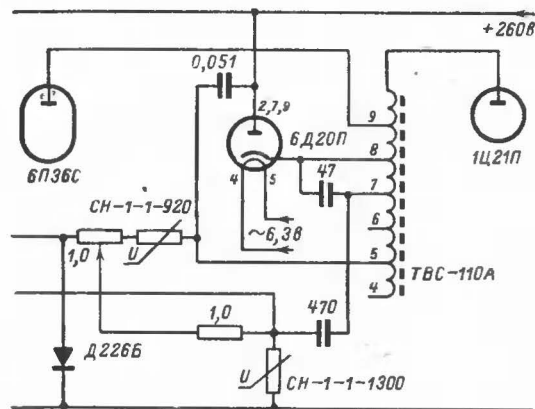 +260в
0,051
2,7,9
9
6Д20П
8
1Ц21П
6П36С
4
5
47
7
СН-1-1-920
6
~6,3в
U
5
1,0
ТВС-110А
4
1,0
470
Д226Б
U
СН-1-1-1300